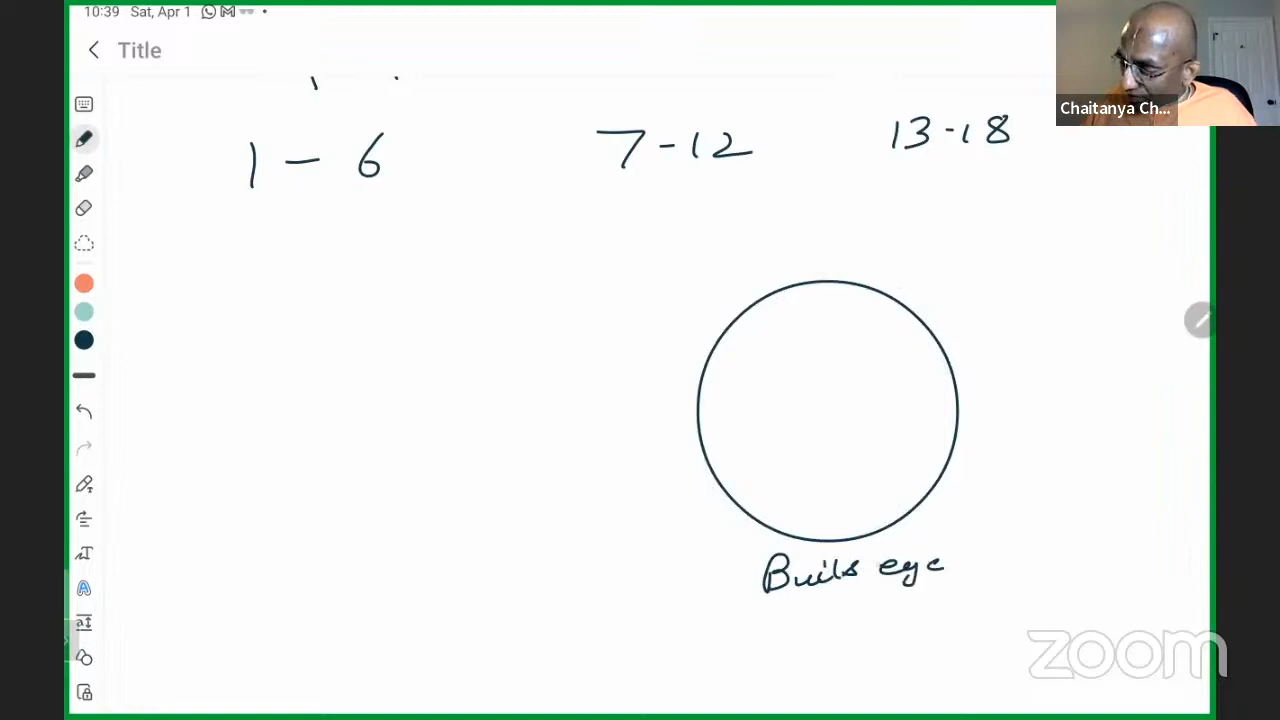 10:39 Sat, Apr 1
Title
Chaitanya Ch...
1 - 6 7-12 13-18
Bulls eye
zoom